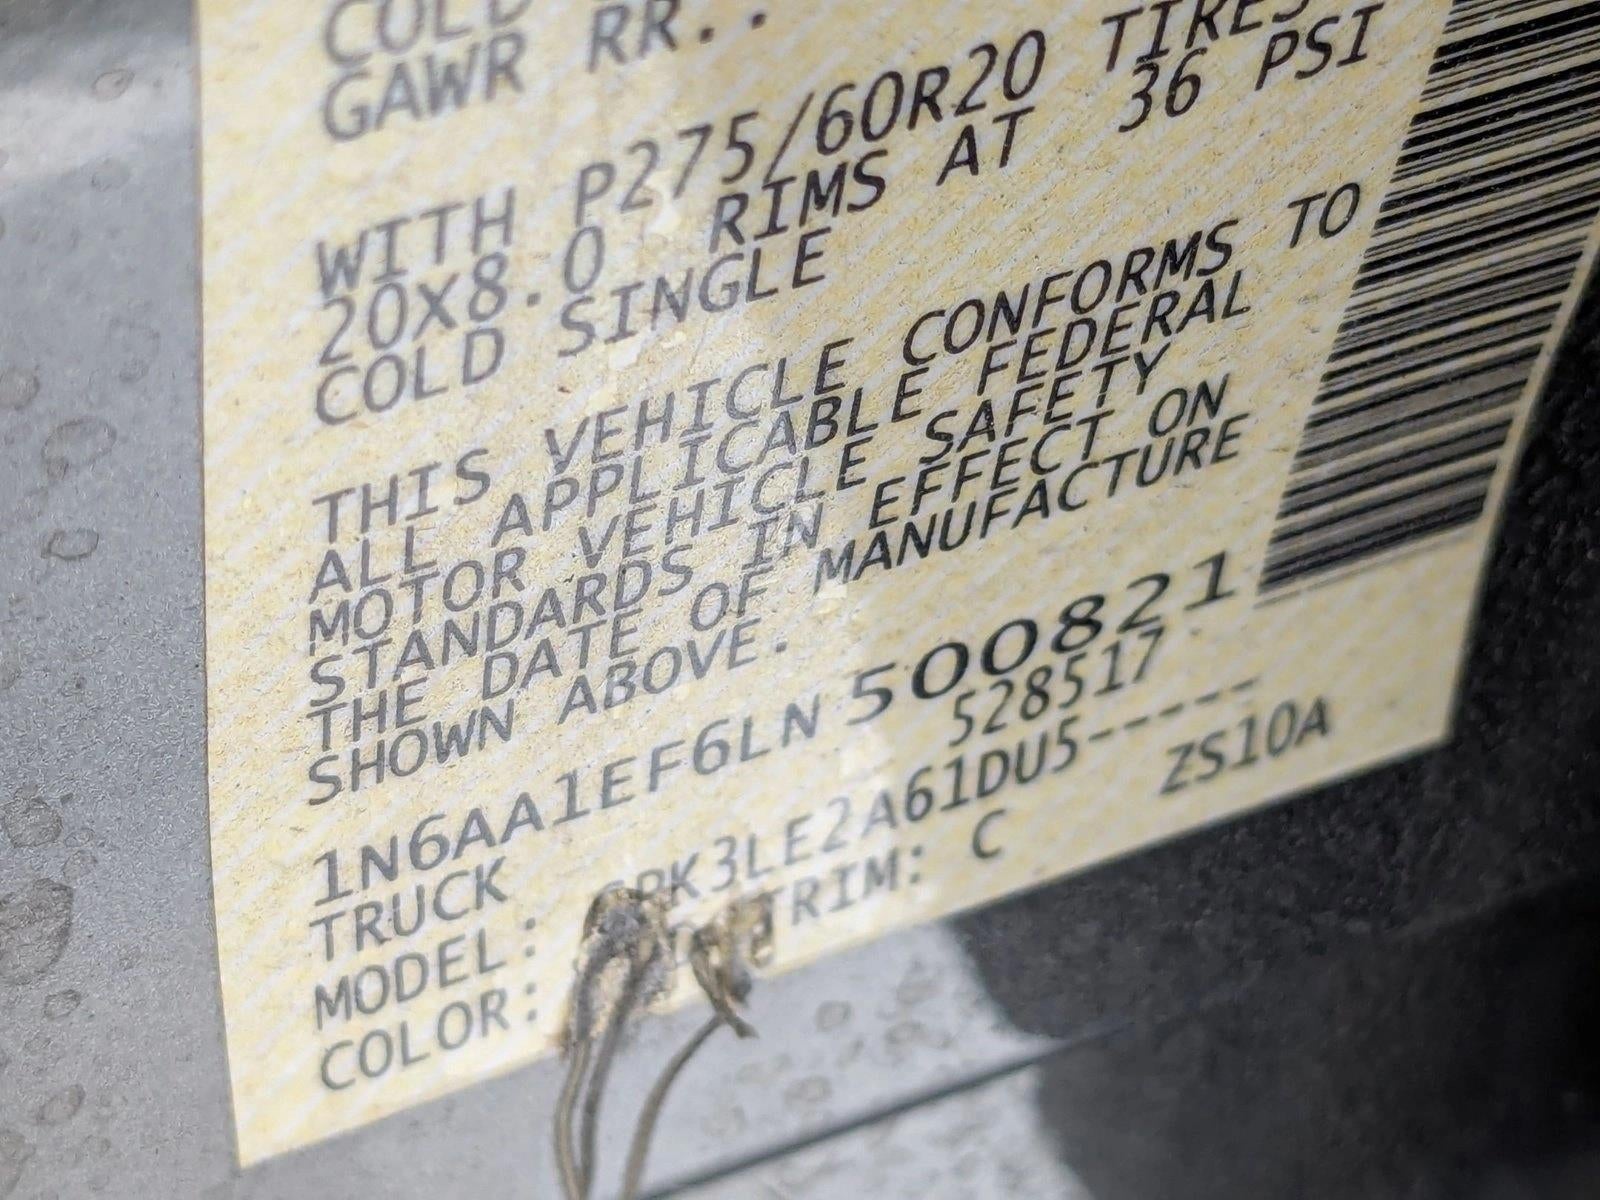 COLD
GAWR RR..
WITH P275/60R20 TIRES
20X8.0 RIMS AT 36 PSI
COLD SINGLE
THIS VEHICLE CONFORMS TO
ALL APPLICABLE FEDERAL
MOTOR VEHICLE SAFETY
STANDARDS IN EFFECT ON
THE DATE OF MANUFACTURE
SHOWN ABOVE.
1N6AA1EF6LN500821
TRUCK 528517
MODEL: K3LE2A61DU5-----
COLOR: TRIM: C ZS10A